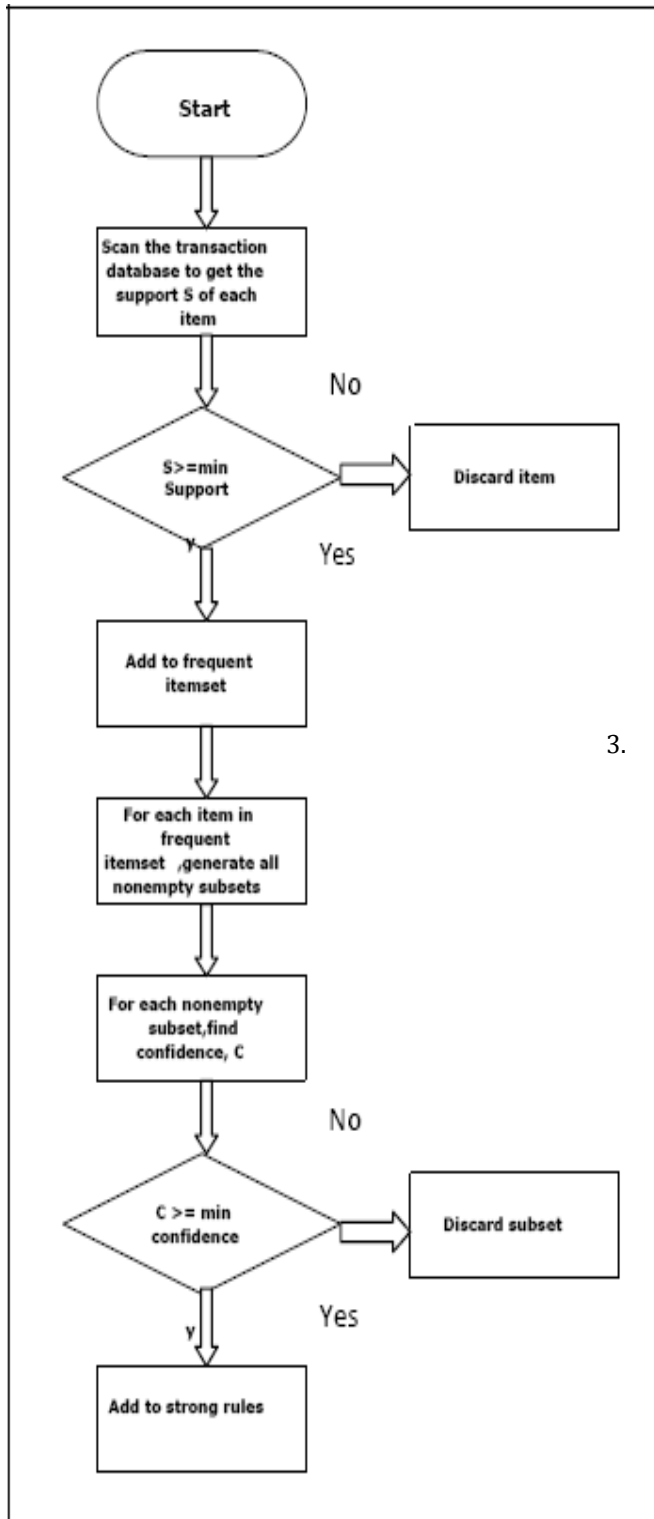 Start
Scan the transaction
database to get the
support S of each
item
No
S>=min
Support
Discard item
y
Yes
Add to frequent
itemset
3.
For each item in
frequent
itemset ,generate all
nonempty subsets
For each nonempty
subset,find
confidence, C
No
C >= min
confidence
Discard subset
Yes
y
Add to strong rules